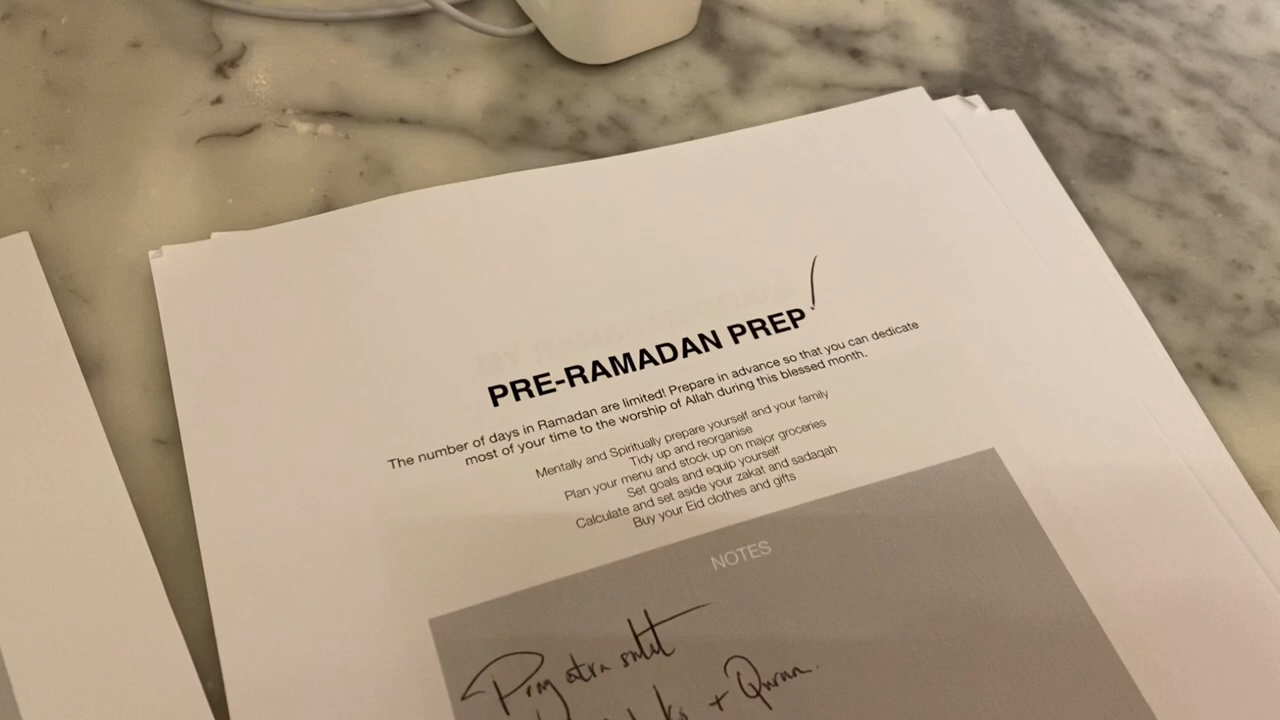 PRE-RAMADAN PREP
The number of days in Ramadan are limited! Prepare in advance so that you can dedicate
most of your time to the worship of Allah during this blessed month.
Mentally and Spiritually prepare yourself and your family
Tidy up and reorganise
Plan your menu and stock up on major groceries
Set goals and equip yourself
Calculate and set aside your zakat and sadaqah
Buy your Eid clothes and gifts
NOTES
Pray
+ Quran.